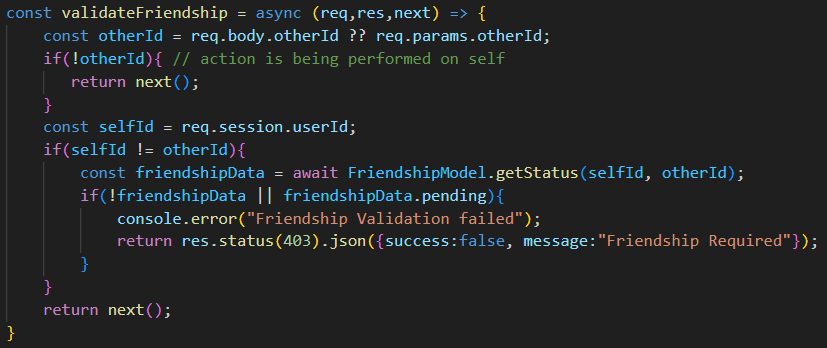 const validateFriendship = async (req,res,next) => {
    const otherId = req.body.otherId ?? req.params.otherId;
    if(!otherId){ // action is being performed on self
       return next();
    }
    const selfId = req.session.userId;
    if(selfId != otherId){
        const friendshipData = await FriendshipModel.getStatus(selfId, otherId);
        if(!friendshipData || friendshipData.pending){
            console.error("Friendship Validation failed");
            return res.status(403).json({success:false, message:"Friendship Required"});
        }
    }
    return next();
}